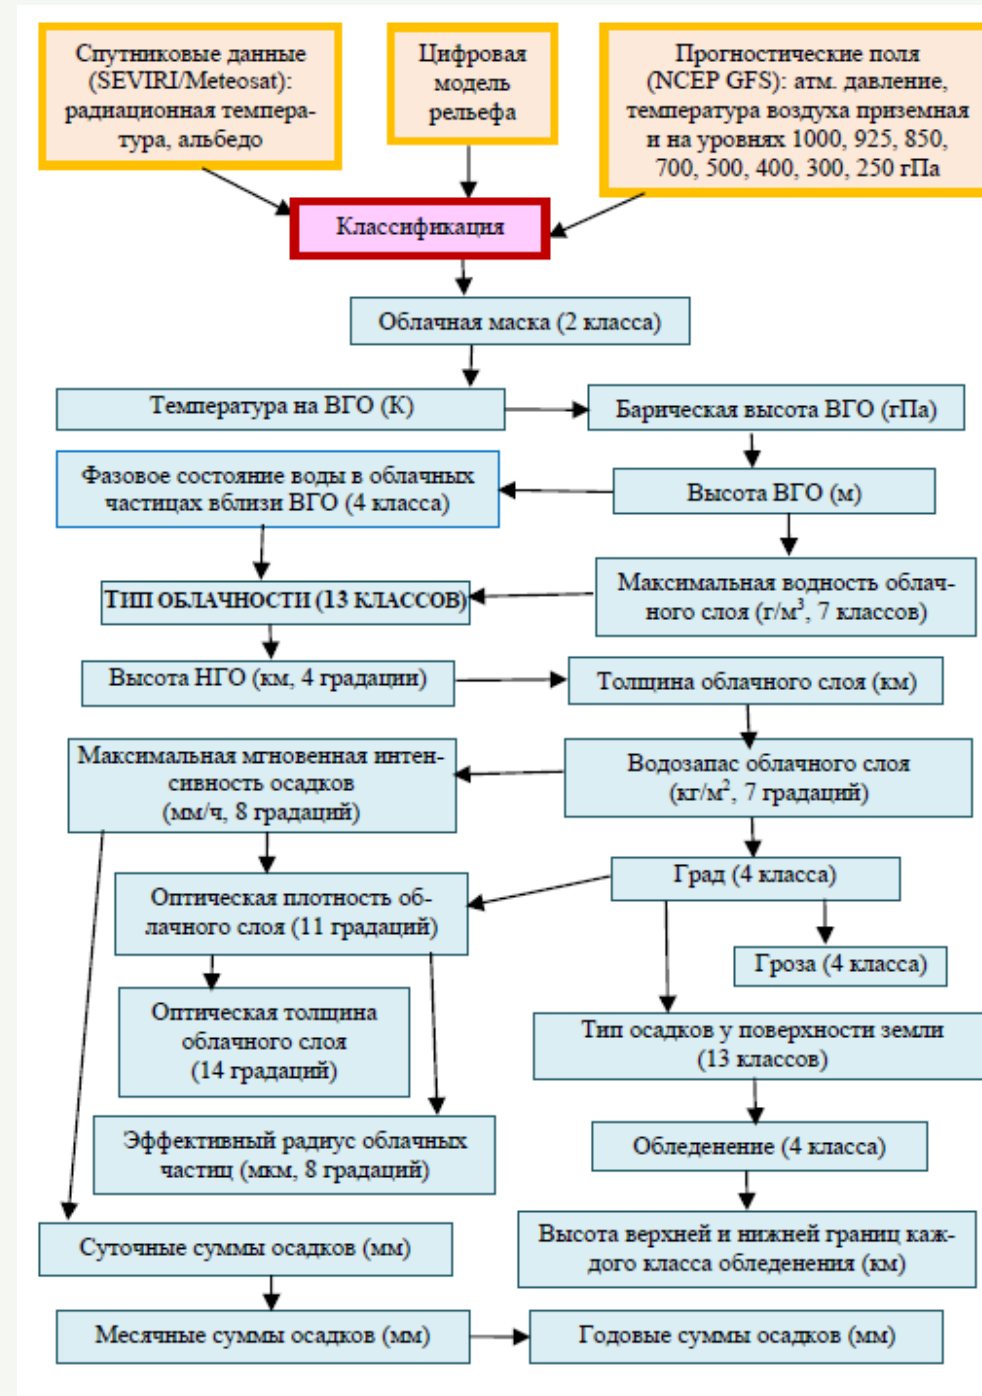 Спутниковые данные
(SEVIRI/Meteosat):
радиационная темпера-
тура, альбедо
Цифровая
модель
рельефа
Прогностические поля
(NCEP GFS): атм. давление,
температура воздуха приземная
и на уровнях 1000, 925, 850,
700, 500, 400, 300, 250 гПа
Классификация
Облачная маска (2 класса)
Температура на ВГО (К)
Барическая высота ВГО (гПа)
Фазовое состояние воды в облачных
частицах вблизи ВГО (4 класса)
Высота ВГО (м)
ТИП ОБЛАЧНОСТИ (13 КЛАССОВ)
Максимальная водность облач-
ного слоя (г/м³, 7 классов)
Высота НГО (км, 4 градации)
Толщина облачного слоя (км)
Максимальная мгновенная интен-
сивность осадков
(мм/ч, 8 градаций)
Водозапас облачного слоя
(кг/м², 7 градаций)
Град (4 класса)
Оптическая плотность об-
лачного слоя (11 градаций)
Гроза (4 класса)
Оптическая толщина
облачного слоя
(14 градаций)
Тип осадков у поверхности земли
(13 классов)
Эффективный радиус облачных
частиц (мкм, 8 градаций)
Обледенение (4 класса)
Суточные суммы осадков (мм)
Высота верхней и нижней границ каж-
дого класса обледенения (км)
Месячные суммы осадков (мм)
Годовые суммы осадков (мм)